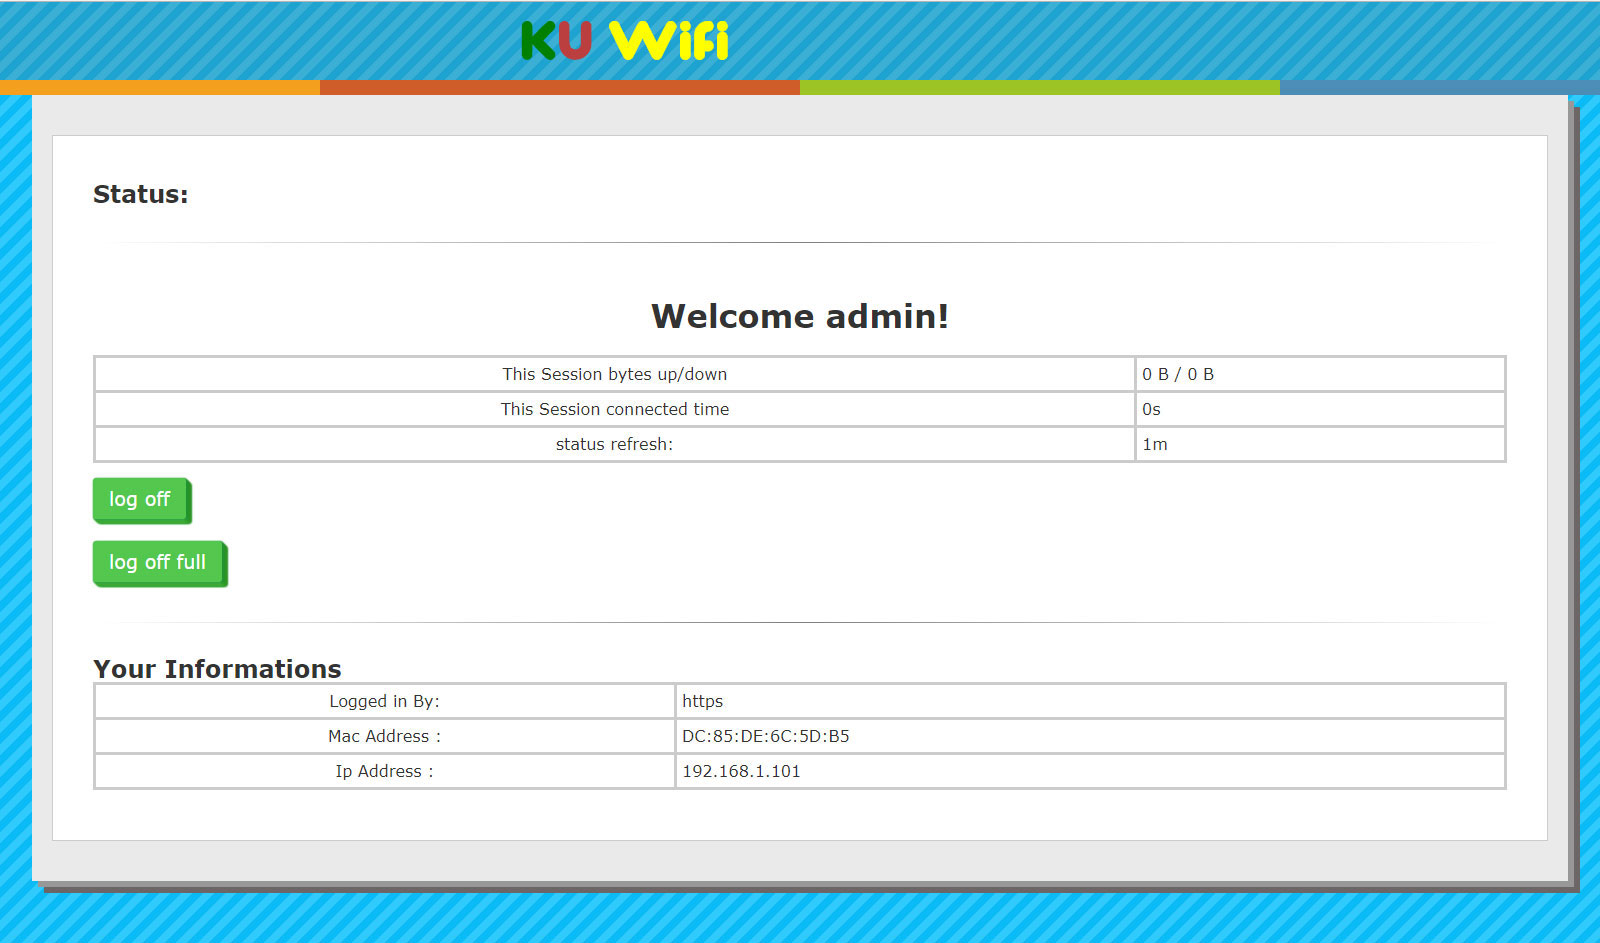 KU Wifi
Status:
Welcome admin!
This Session bytes up/down 0 B / 0 B
This Session connected time 0s
status refresh: 1m
log off
log off full
Your Informations
Logged in By: https
Mac Address : DC:85:DE:6C:5D:B5
Ip Address : 192.168.1.101